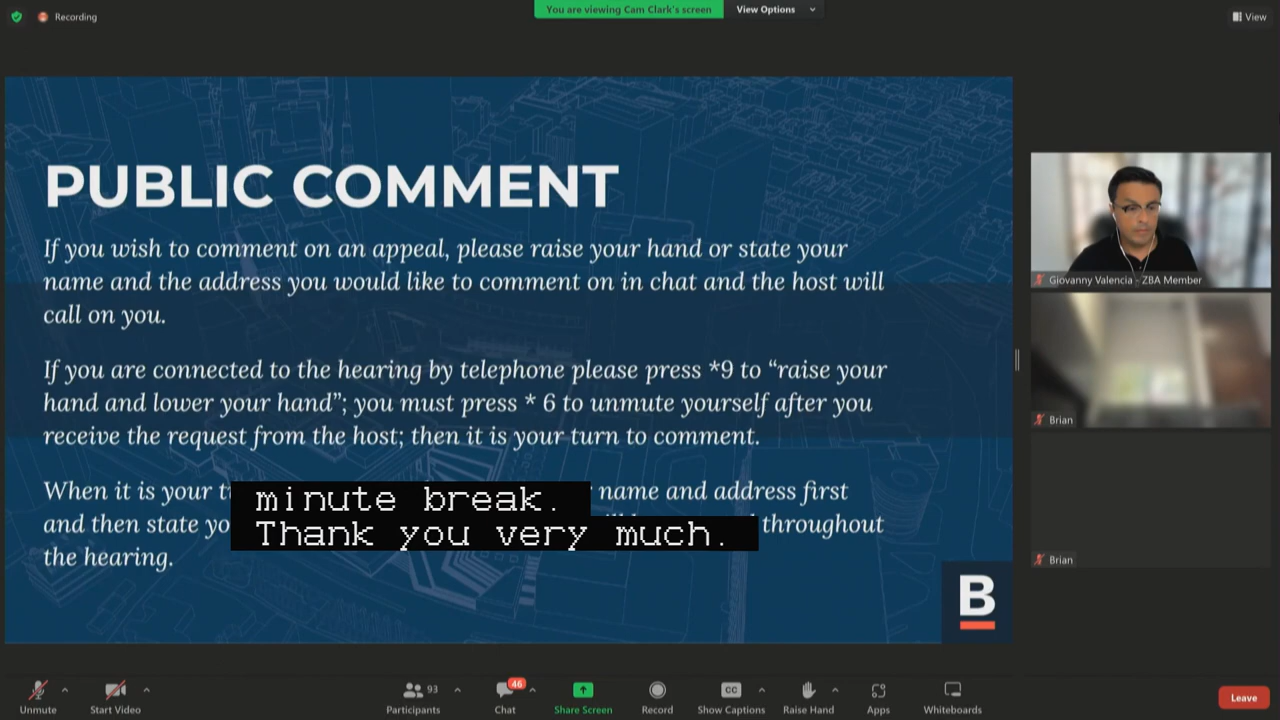 Recording
You are viewing Cam Clark's screen
View Options
View
PUBLIC COMMENT
If you wish to comment on an appeal, please raise your hand or state your
name and the address you would like to comment on in chat and the host will
call on you.
If you are connected to the hearing by telephone please press *9 to “raise your
hand and lower your hand”; you must press * 6 to unmute yourself after you
receive the request from the host; then it is your turn to comment.
When it is your name and address first
and then state throughout
the hearing.
minute break.
Thank you very much.
B
Giovanny Valencia - ZBA Member
Brian
Brian
Unmute
Start Video
Participants 93
Chat 46
Share Screen
Record
CC Show Captions
Raise Hand
Apps
Whiteboards
Leave